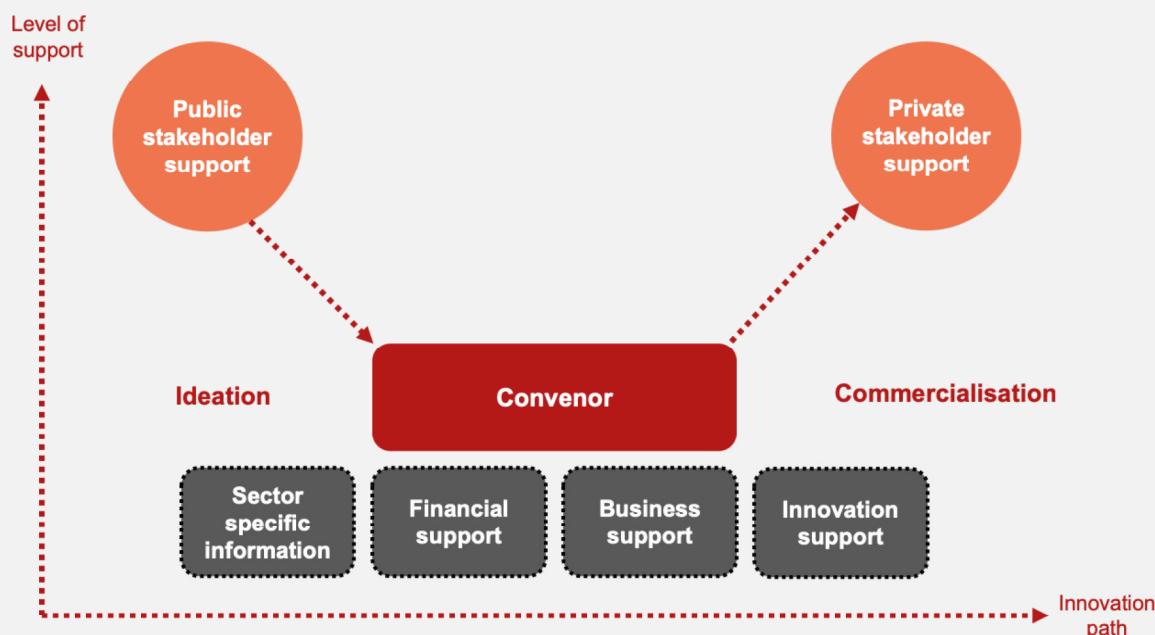 Level of
support
Public
stakeholder
support
Private
stakeholder
support
Ideation
Convenor
Commercialisation
Sector
specific
information
Financial
support
Business
support
Innovation
support
Innovation
path